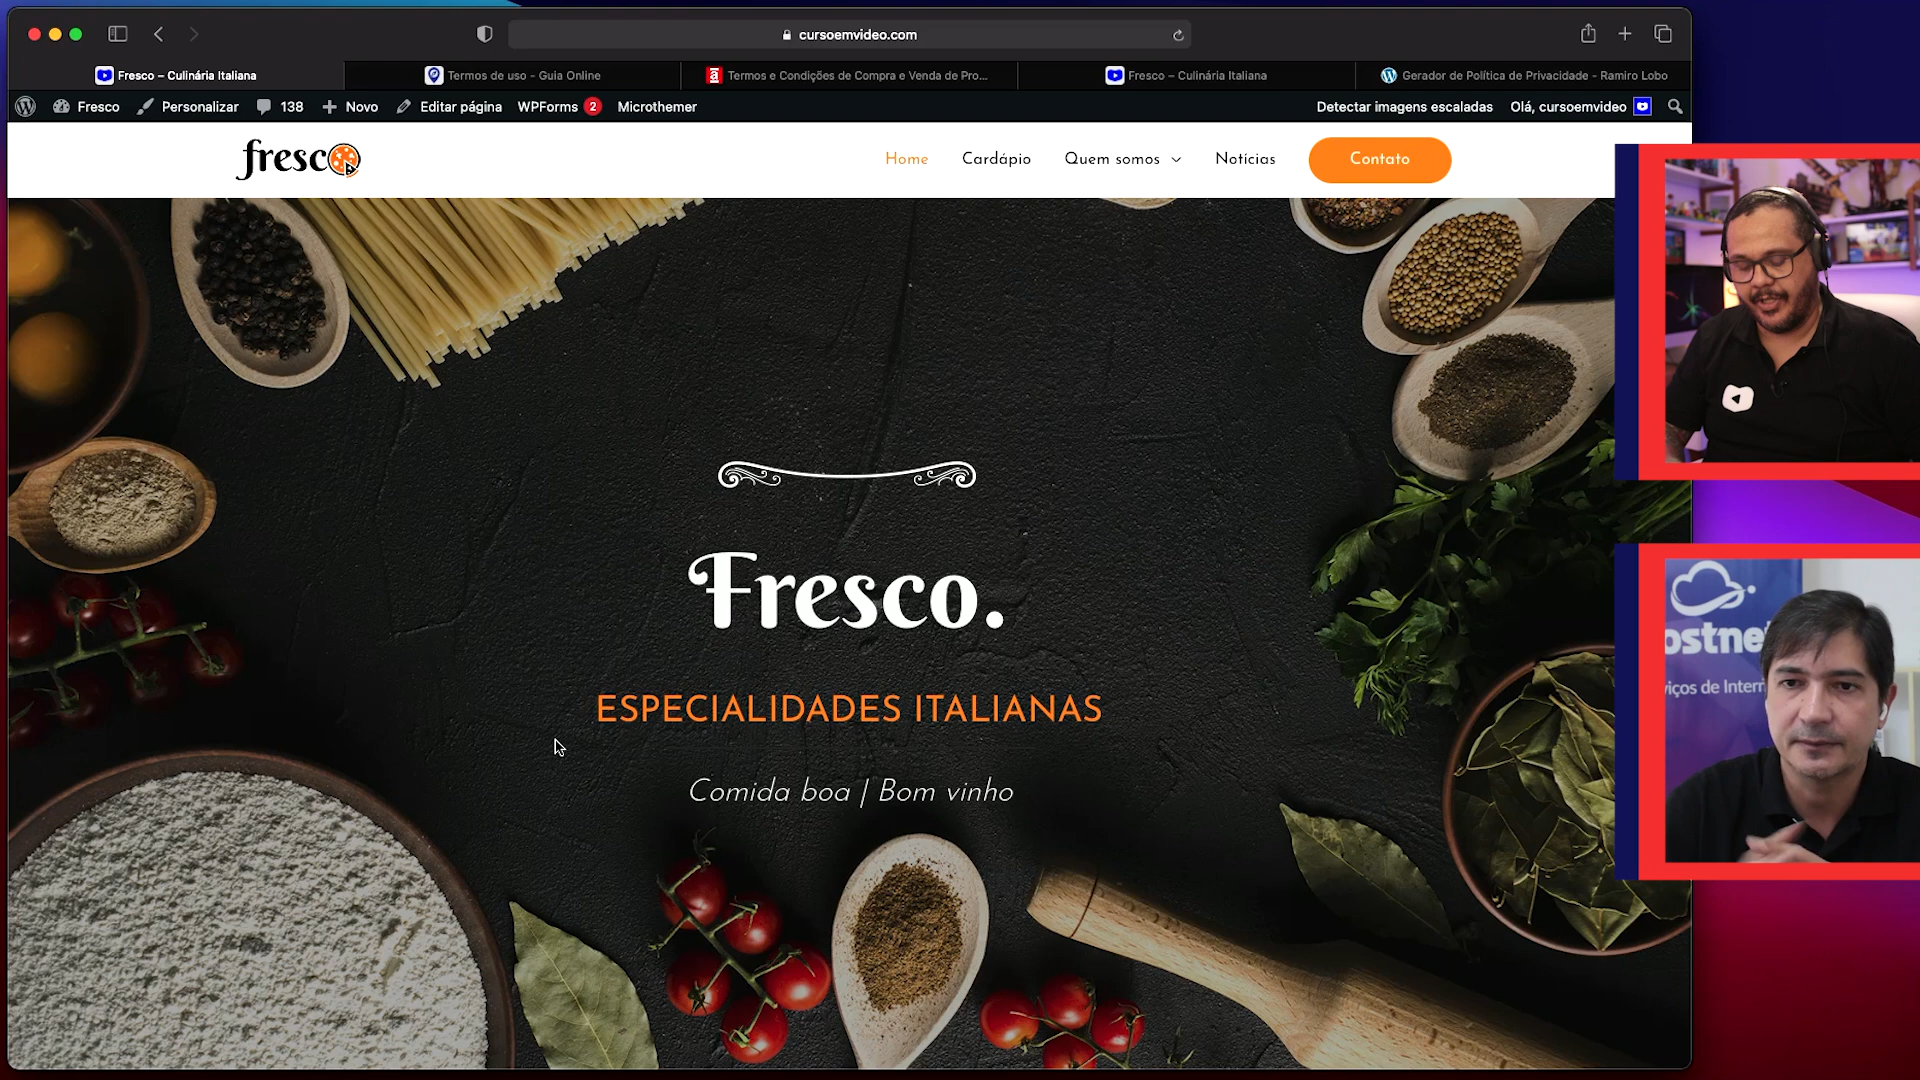 cursoemvideo.com
Fresco – Culinária Italiana
Termos de uso - Guia Online
Termos e Condições de Compra e Venda de Pro...
Fresco – Culinária Italiana
Gerador de Política de Privacidade - Ramiro Lobo
Fresco
Personalizar
138
Novo
Editar página
WPForms 2
Microthemer
Detectar imagens escaladas
Olá, cursoemvideo
fresco
Home
Cardápio
Quem somos
Notícias
Contato
Fresco.
ESPECIALIDADES ITALIANAS
Comida boa | Bom vinho
ostne
viços de Intern